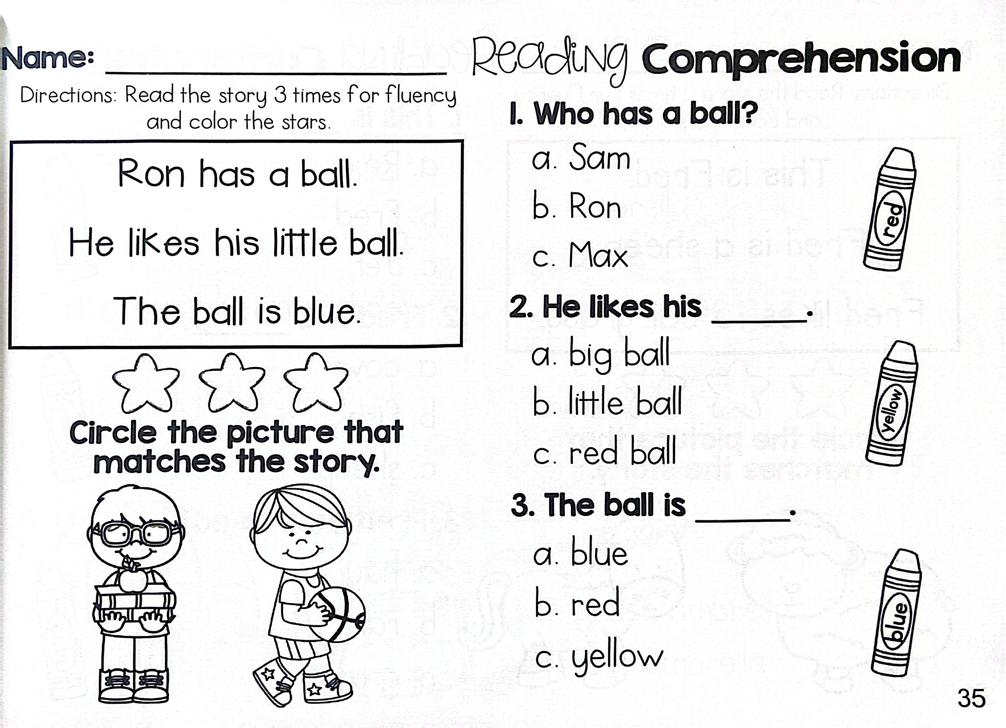 Name:
Directions: Read the story 3 times for fluency
and color the stars.
Ron has a ball.
He likes his little ball.
The ball is blue.
Circle the picture that
matches the story.
Reading Comprehension
1. Who has a ball?
a. Sam
b. Ron
c. Max
red
2. He likes his ______.
a. big ball
b. little ball
c. red ball
yellow
3. The ball is ______.
a. blue
b. red
c. yellow
blue
35